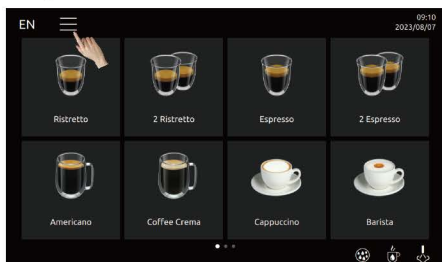 EN
09:10
2023/08/07
Ristretto
2 Ristretto
Espresso
2 Espresso
Americano
Coffee Crema
Cappuccino
Barista